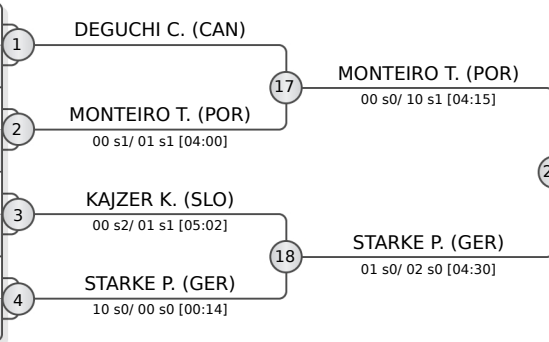 DEGUCHI C. (CAN)
1
17
MONTEIRO T. (POR)
00 s0/ 10 s1 [04:15]
MONTEIRO T. (POR)
2
00 s1/ 01 s1 [04:00]
KAJZER K. (SLO)
3
00 s2/ 01 s1 [05:02]
18
STARKE P. (GER)
01 s0/ 02 s0 [04:30]
STARKE P. (GER)
4
10 s0/ 00 s0 [00:14]